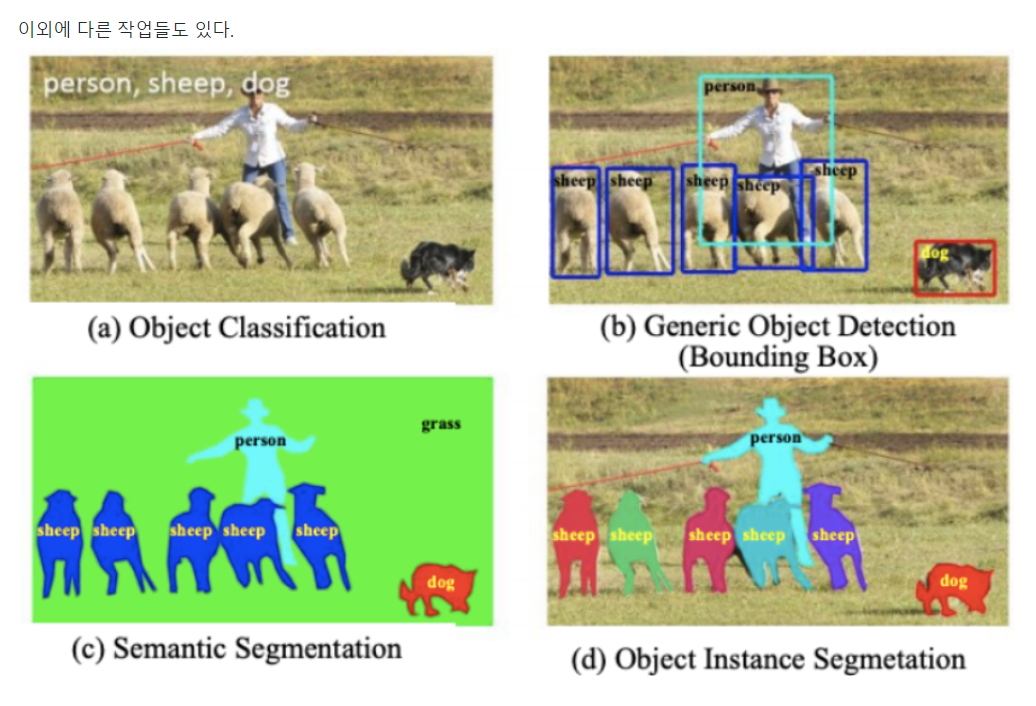 이외에 다른 작업들도 있다.
person, sheep, dog
person
sheep sheep sheep sheep sheep
dog
(a) Object Classification
(b) Generic Object Detection
(Bounding Box)
grass
person
sheep sheep sheep sheep sheep
dog
person
sheep sheep sheep sheep sheep
dog
(c) Semantic Segmentation
(d) Object Instance Segmetation